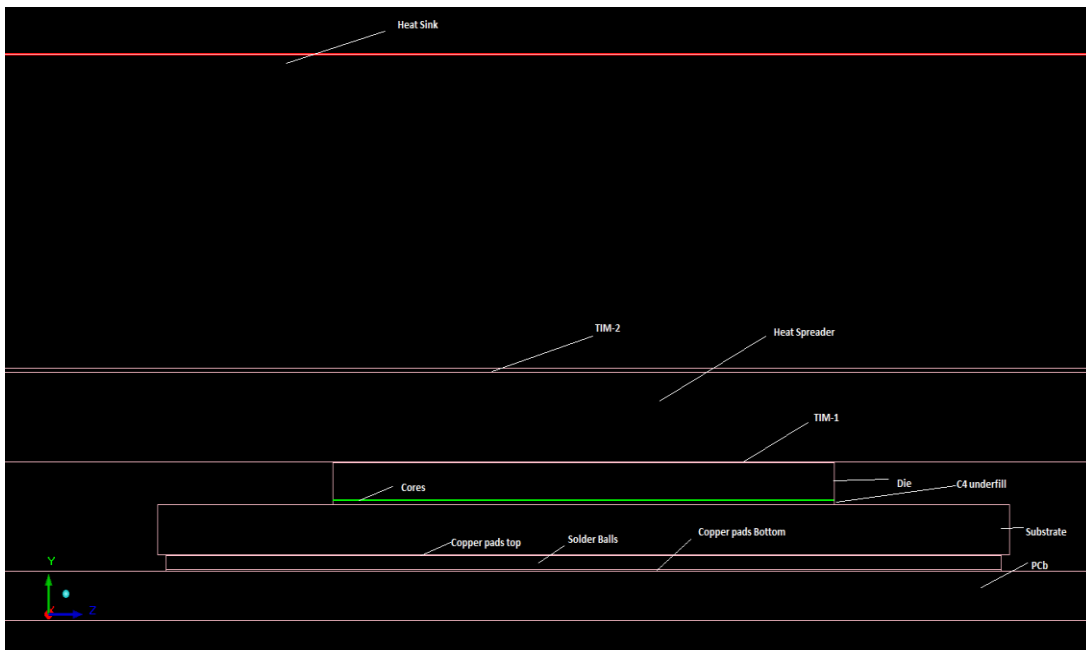 Heat Sink
TIM-2
Heat Spreader
TIM-1
Cores
Die
C4 underfill
Copper pads top
Solder Balls
Copper pads Bottom
Substrate
PCb
Y
X
Z